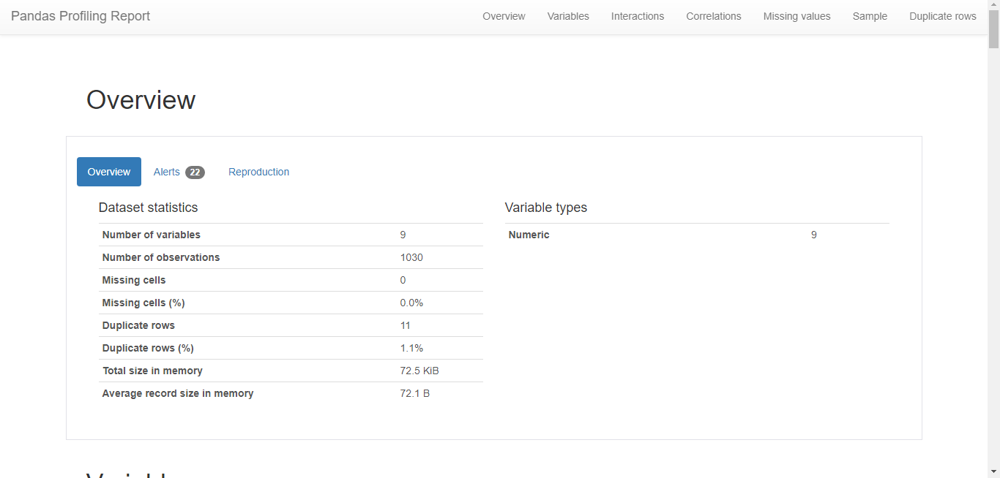 Pandas Profiling Report Overview Variables Interactions Correlations Missing values Sample Duplicate rows
Overview
Overview Alerts 22 Reproduction
Dataset statistics
Number of variables 9
Number of observations 1030
Missing cells 0
Missing cells (%) 0.0%
Duplicate rows 11
Duplicate rows (%) 1.1%
Total size in memory 72.5 KiB
Average record size in memory 72.1 B
Variable types
Numeric 9